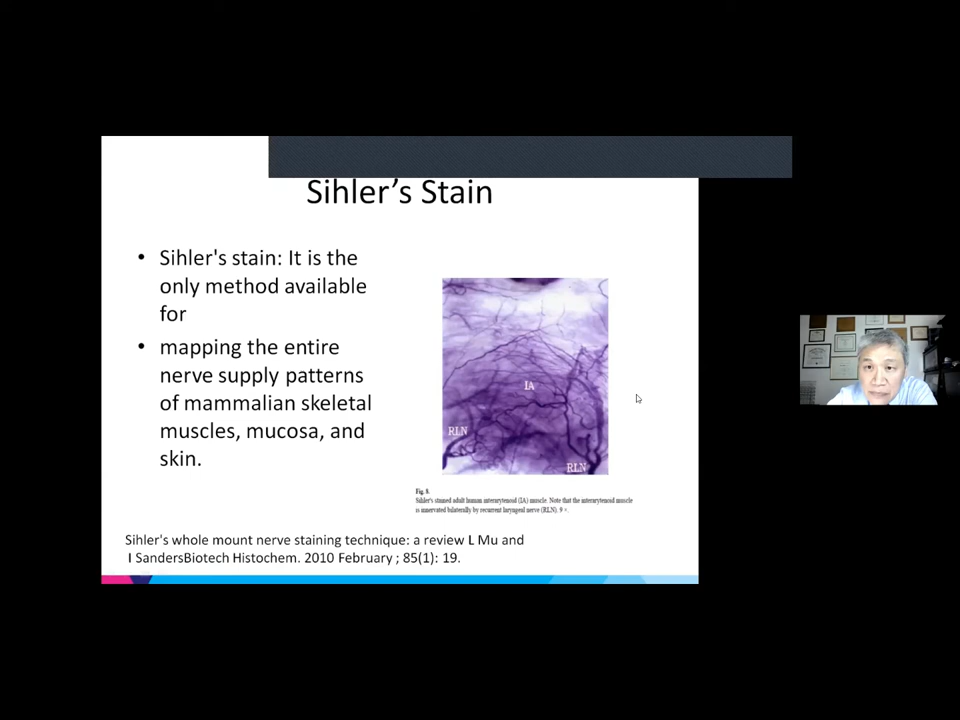 Sihler’s Stain
• Sihler's stain: It is the
only method available
for
• mapping the entire
nerve supply patterns
of mammalian skeletal
muscles, mucosa, and
skin.
IA
RLN
RLN
Fig. 8.
Sihler's stained adult human interarytenoid (IA) muscle. Note that the interarytenoid muscle
is innervated bilaterally by recurrent laryngeal nerve (RLN). 9 ×.
Sihler's whole mount nerve staining technique: a review L Mu and
I SandersBiotech Histochem. 2010 February ; 85(1): 19.